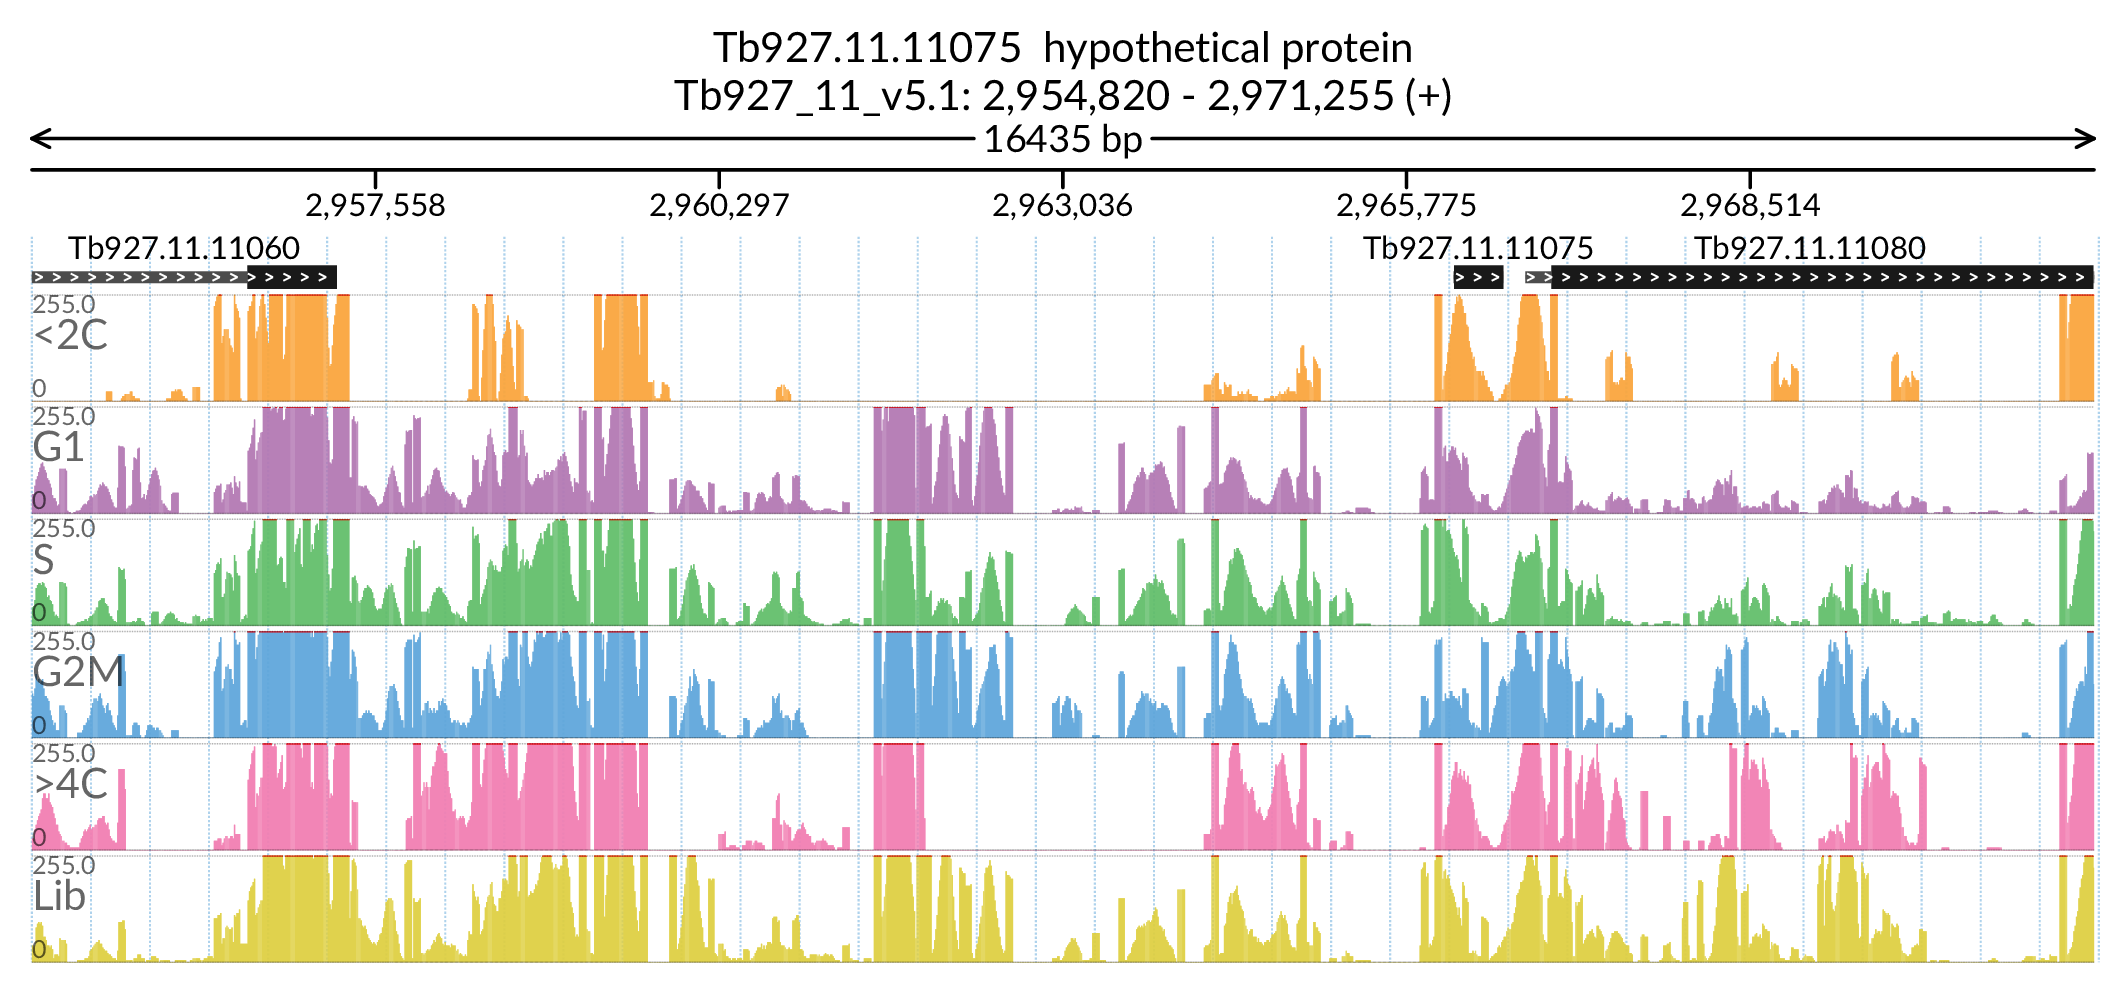 Tb927.11.11075 hypothetical protein
Tb927_11_v5.1: 2,954,820 - 2,971,255 (+)
16435 bp
2,957,558 2,960,297 2,963,036 2,965,775 2,968,514
Tb927.11.11060 Tb927.11.11075 Tb927.11.11080
255.0
<2C
0
255.0
G1
0
255.0
S
0
255.0
G2M
0
255.0
>4C
0
255.0
Lib
0